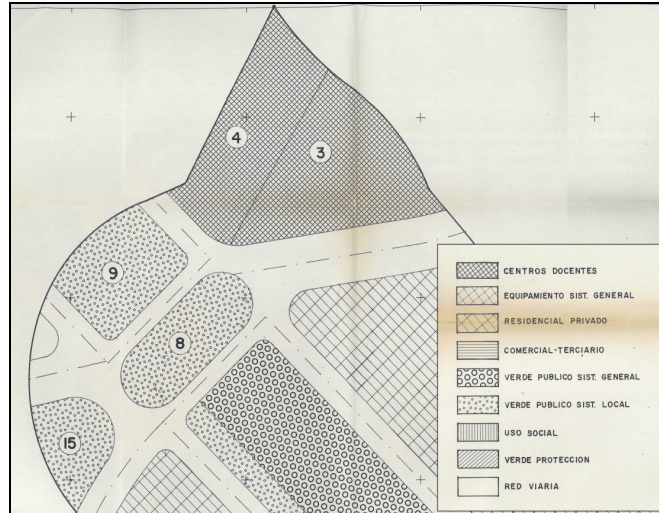 4
3
9
8
15
CENTROS DOCENTES
EQUIPAMIENTO SIST. GENERAL
RESIDENCIAL PRIVADO
COMERCIAL-TERCIARIO
VERDE PUBLICO SIST. GENERAL
VERDE PUBLICO SIST. LOCAL
USO SOCIAL
VERDE PROTECCION
RED VIARIA